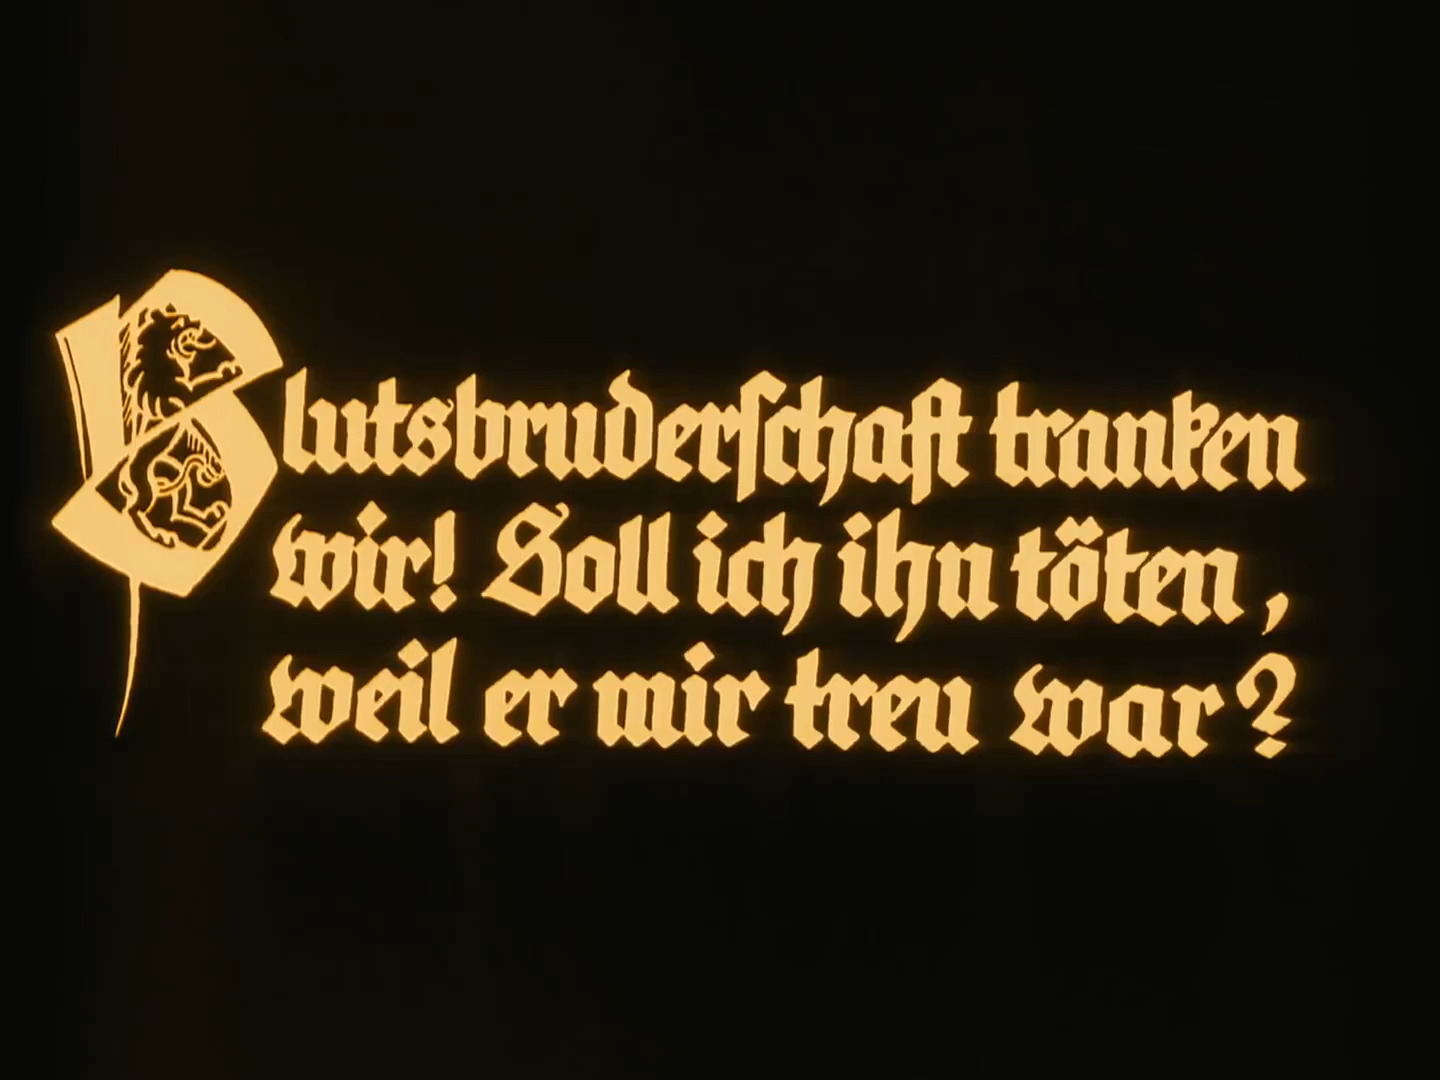 Blutsbruderschaft tranken
wir! Soll ich ihn töten,
weil er mir treu war?